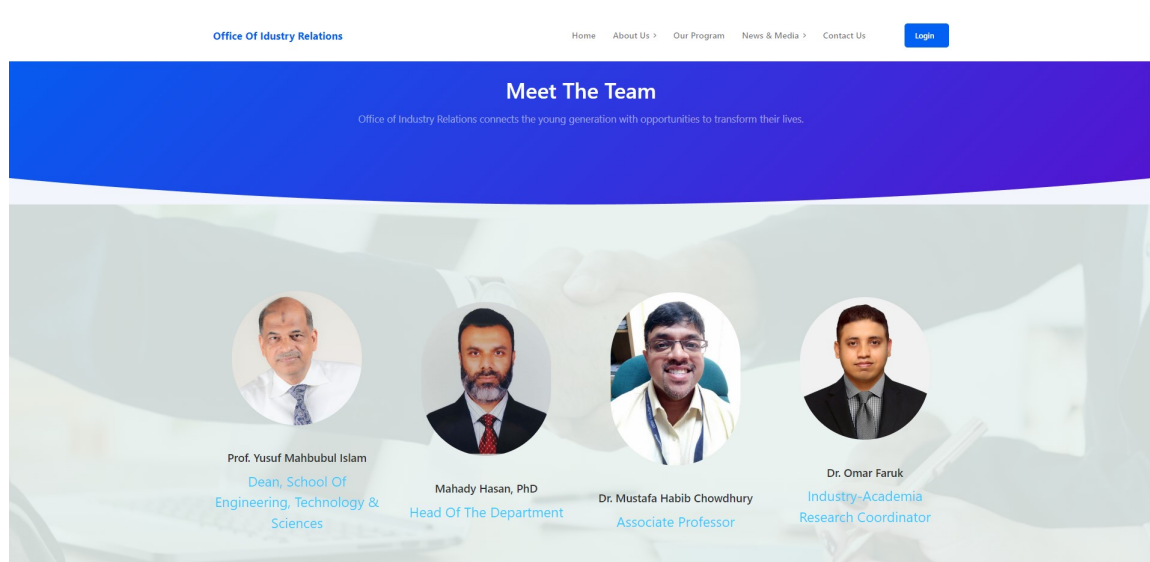 Office Of Idustry Relations
Home About Us > Our Program News & Media > Contact Us Login
Meet The Team
Office of Industry Relations connects the young generation with opportunities to transform their lives.
Prof. Yusuf Mahbubul Islam
Dean, School Of
Engineering, Technology &
Sciences
Mahady Hasan, PhD
Head Of The Department
Dr. Mustafa Habib Chowdhury
Associate Professor
Dr. Omar Faruk
Industry-Academia
Research Coordinator